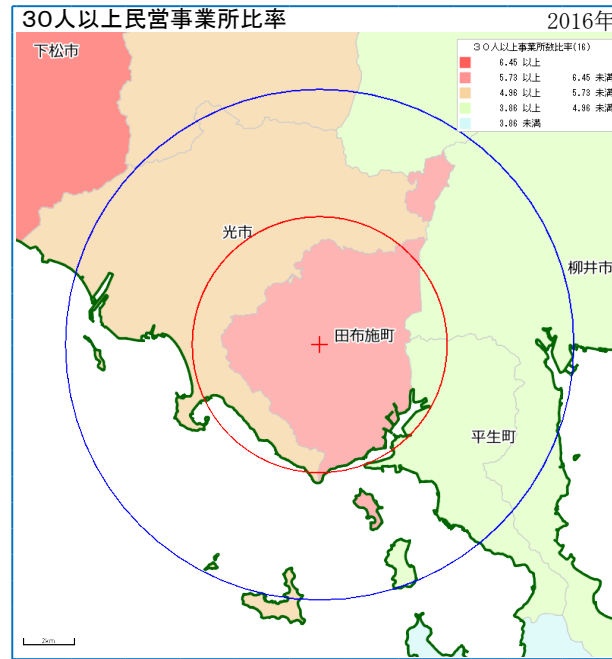 30人以上民営事業所比率 2016年
30人以上事業所数比率(16)
6.45 以上
5.73 以上 6.45 未満
4.96 以上 5.73 未満
3.86 以上 4.96 未満
3.86 未満
下松市
光市
柳井市
田布施町
平生町
2km